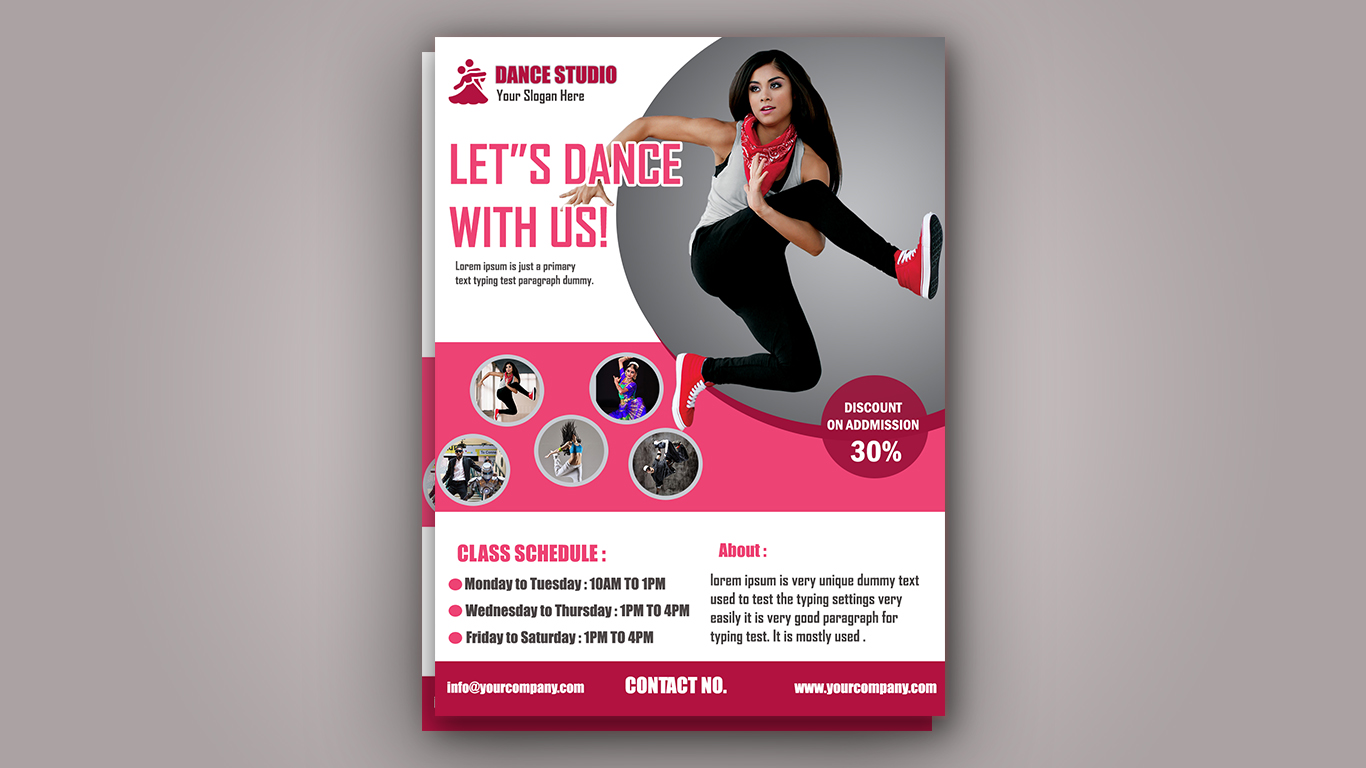 DANCE STUDIO
Your Slogan Here
LET”S DANCE
WITH US!
Lorem ipsum is just a primary
text typing test paragraph dummy.
DISCOUNT
ON ADDMISSION
30%
CLASS SCHEDULE :
Monday to Tuesday : 10AM TO 1PM
Wednesday to Thursday : 1PM TO 4PM
Friday to Saturday : 1PM TO 4PM
About :
lorem ipsum is very unique dummy text
used to test the typing settings very
easily it is very good paragraph for
typing test. It is mostly used .
info@yourcompany.com
CONTACT NO.
www.yourcompany.com